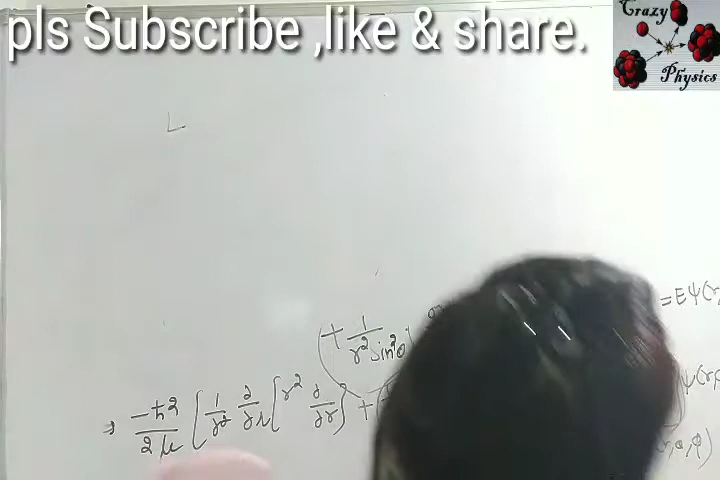 pls Subscribe ,like & share.
Crazy
Physics
L
+ 1/r² sin²θ
= Eψ(r,
⇒ -ħ²/2μ [ 1/r² ∂/∂r [ r² ∂/∂r } +
ψ(r,
r,θ,φ)